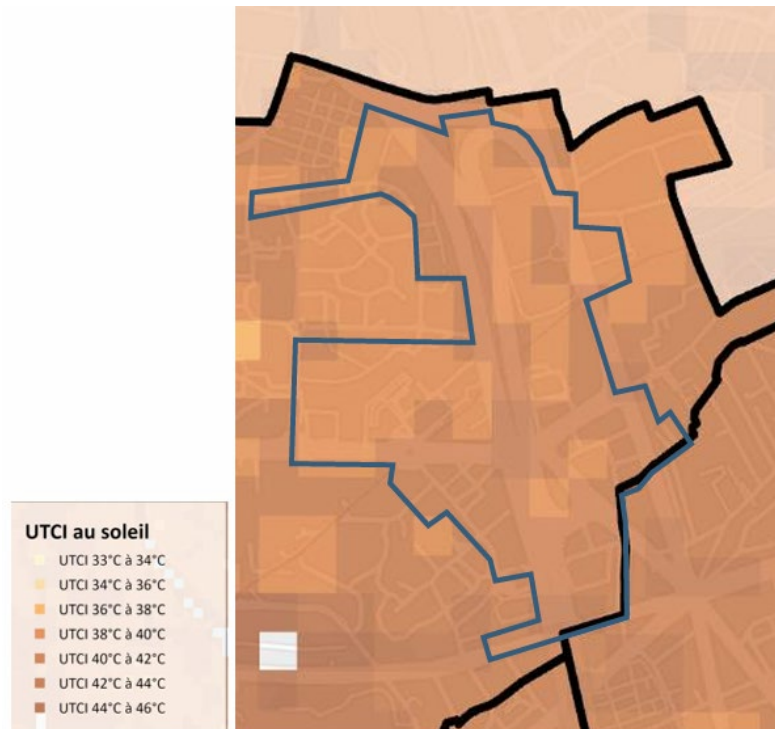 UTCI au soleil
UTCI 33°C à 34°C
UTCI 34°C à 36°C
UTCI 36°C à 38°C
UTCI 38°C à 40°C
UTCI 40°C à 42°C
UTCI 42°C à 44°C
UTCI 44°C à 46°C